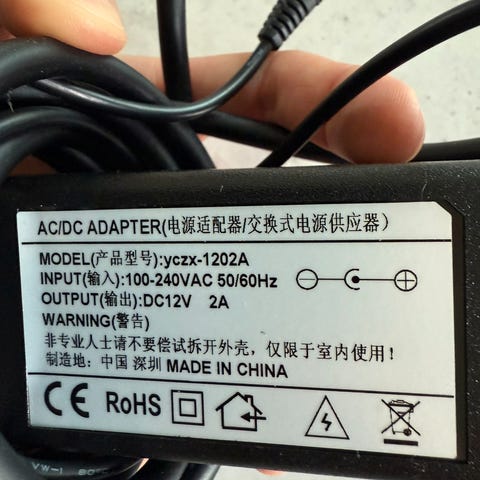 AC/DC ADAPTER(电源适配器/交换式电源供应器)
MODEL(产品型号):yczx-1202A
INPUT(输入):100-240VAC 50/60Hz
OUTPUT(输出):DC12V 2A
WARNING(警告)
非专业人士请不要尝试拆开外壳，仅限于室内使用！
制造地：中国 深圳 MADE IN CHINA
CE RoHS
VW-1 80°C